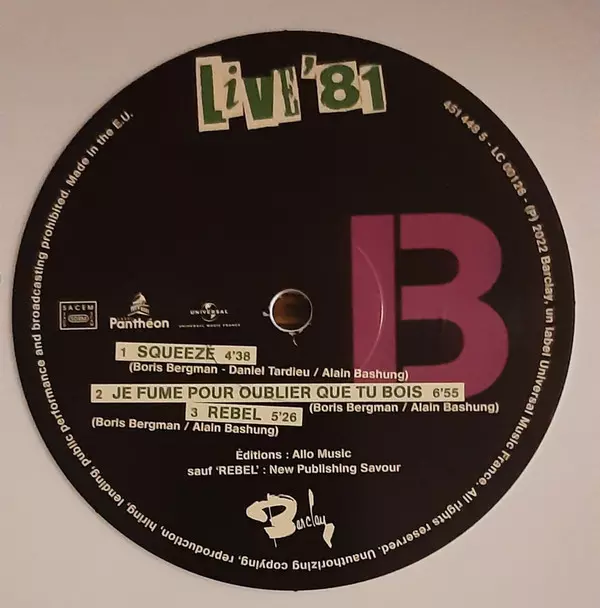 LiVE'81
451 449 5 - LC 00126 - (P) 2022 Barclay, un label Universal Music France. All rights reserved. Unauthorizing copying, reproduction, hiring, lending, public performance and broadcasting prohibited. Made in the E.U.
B
SACEM
Panthéon
UNIVERSAL
UNIVERSAL MUSIC FRANCE
1 SQUEEZE 4'38
(Boris Bergman - Daniel Tardieu / Alain Bashung)
2 JE FUME POUR OUBLIER QUE TU BOIS 6'55
(Boris Bergman / Alain Bashung)
3 REBEL 5'26
(Boris Bergman / Alain Bashung)
Éditions : Allo Music
sauf 'REBEL' : New Publishing Savour
Barclay